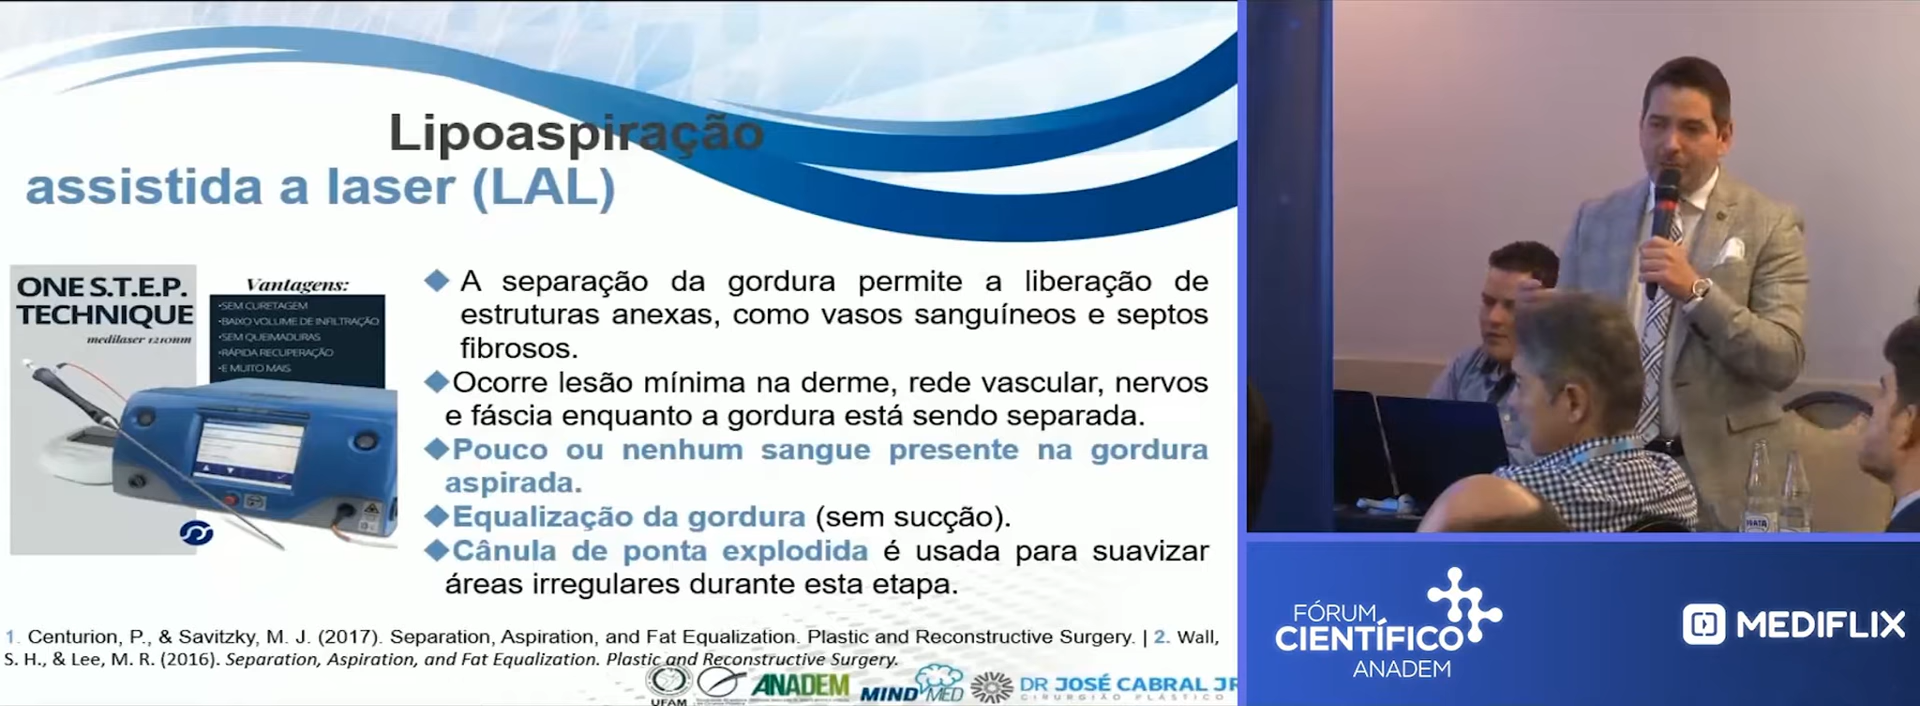 Lipoaspiração
assistida a laser (LAL)
ONE S.T.E.P.
TECHNIQUE
medilaser 1210nm
Vantagens:
•SEM CURETAGEM
•BAIXO VOLUME DE INFILTRAÇÃO
•SEM QUEIMADURAS
•RÁPIDA RECUPERAÇÃO
•E MUITO MAIS
A separação da gordura permite a liberação de
estruturas anexas, como vasos sanguíneos e septos
fibrosos.
Ocorre lesão mínima na derme, rede vascular, nervos
e fáscia enquanto a gordura está sendo separada.
Pouco ou nenhum sangue presente na gordura
aspirada.
Equalização da gordura (sem sucção).
Cânula de ponta explodida é usada para suavizar
áreas irregulares durante esta etapa.
1. Centurion, P., & Savitzky, M. J. (2017). Separation, Aspiration, and Fat Equalization. Plastic and Reconstructive Surgery. | 2. Wall,
S. H., & Lee, M. R. (2016). Separation, Aspiration, and Fat Equalization. Plastic and Reconstructive Surgery.
UFAM
ANADEM
MINDMED
DR JOSÉ CABRAL JR
CIRURGIÃO PLÁSTICO
FÓRUM
CIENTÍFICO
ANADEM
MEDIFLIX
PRATA